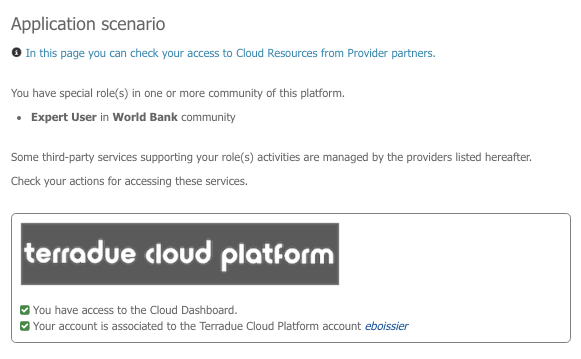 Application scenario
In this page you can check your access to Cloud Resources from Provider partners.
You have special role(s) in one or more community of this platform.
• Expert User in World Bank community
Some third-party services supporting your role(s) activities are managed by the providers listed hereafter.
Check your actions for accessing these services.
terradue cloud platform
You have access to the Cloud Dashboard.
Your account is associated to the Terradue Cloud Platform account eboissier